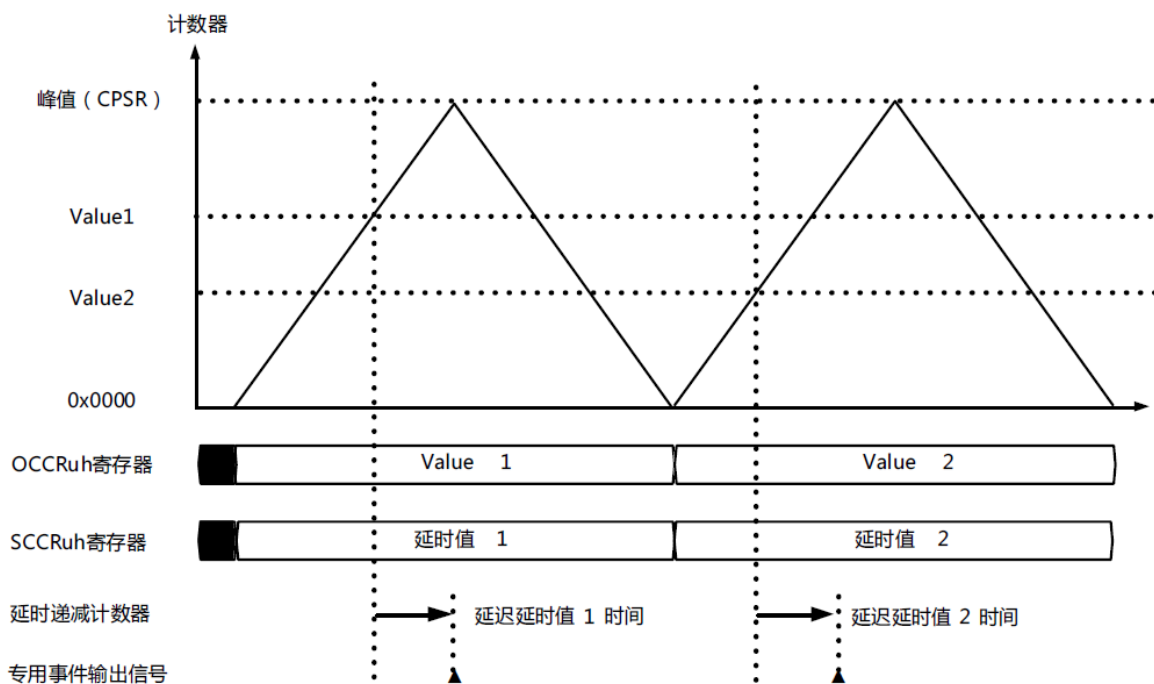 计数器
峰值（CPSR）
Value1
Value2
0x0000
OCCRuh寄存器
Value 1
Value 2
SCCRuh寄存器
延时值 1
延时值 2
延时递减计数器
延迟延时值 1 时间
延迟延时值 2 时间
专用事件输出信号